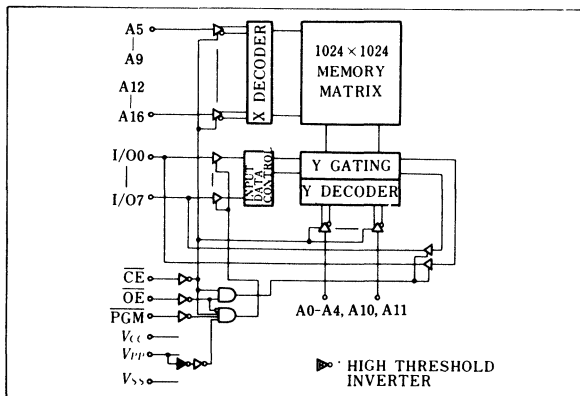 A5
A9
A12
A16
X DECODER
1024 × 1024
MEMORY
MATRIX
I/O0
I/O7
INPUT
DATA
CONTROL
Y GATING
Y DECODER
CE
OE
PGM
VCC
VPP
VSS
A0-A4, A10, A11
HIGH THRESHOLD
INVERTER